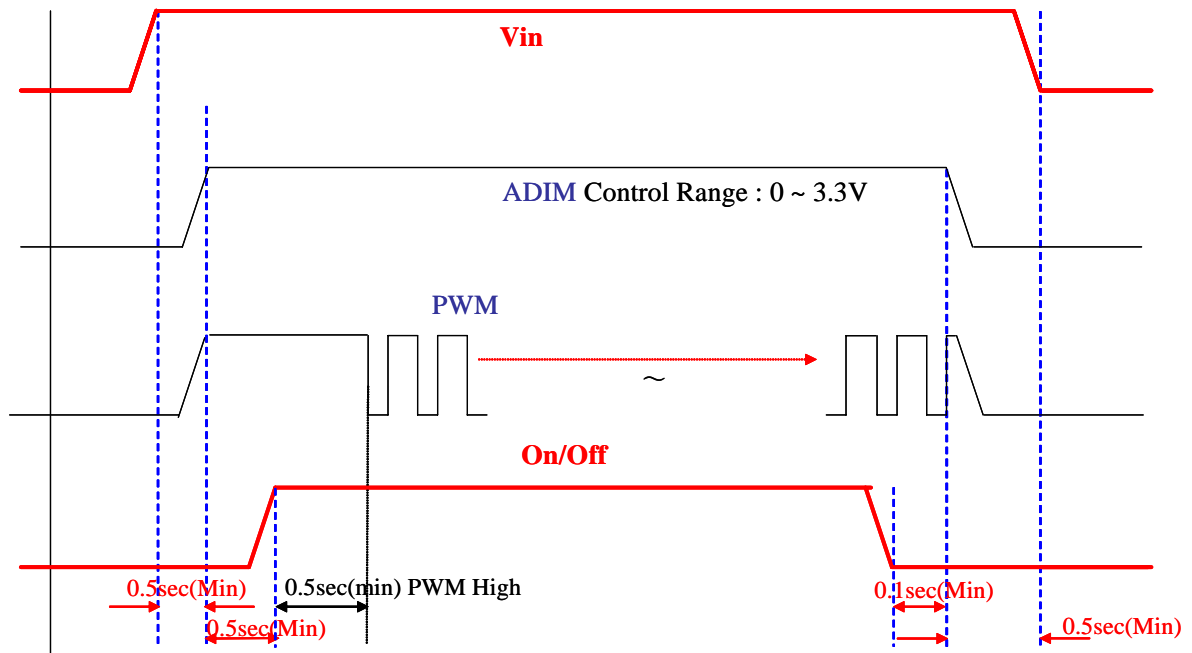 Vin
ADIM Control Range : 0 ~ 3.3V
PWM
~
On/Off
0.5sec(Min)
0.5sec(min) PWM High
0.1sec(Min)
0.5sec(Min)
0.5sec(Min)